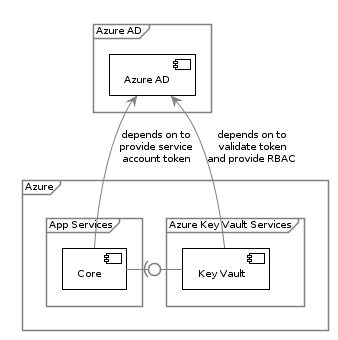 Azure AD
Azure AD
depends on to
provide service
account token
depends on to
validate token
and provide RBAC
Azure
App Services
Azure Key Vault Services
Core
Key Vault